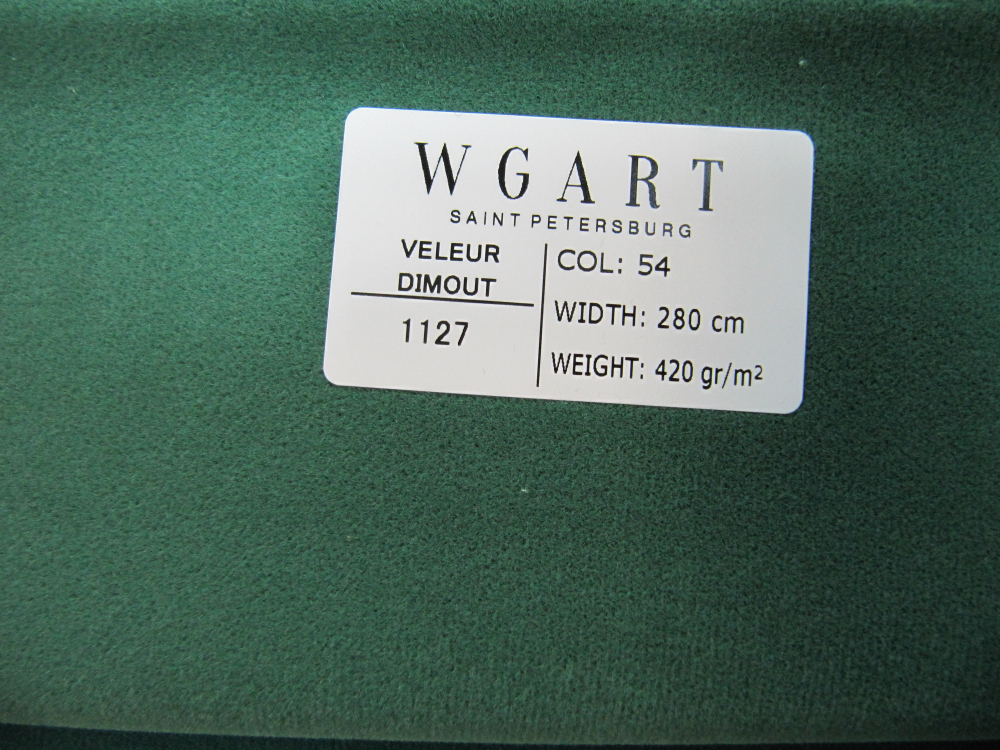 WGART
SAINT PETERSBURG
VELEUR
DIMOUT
1127
COL: 54
WIDTH: 280 cm
WEIGHT: 420 gr/m²